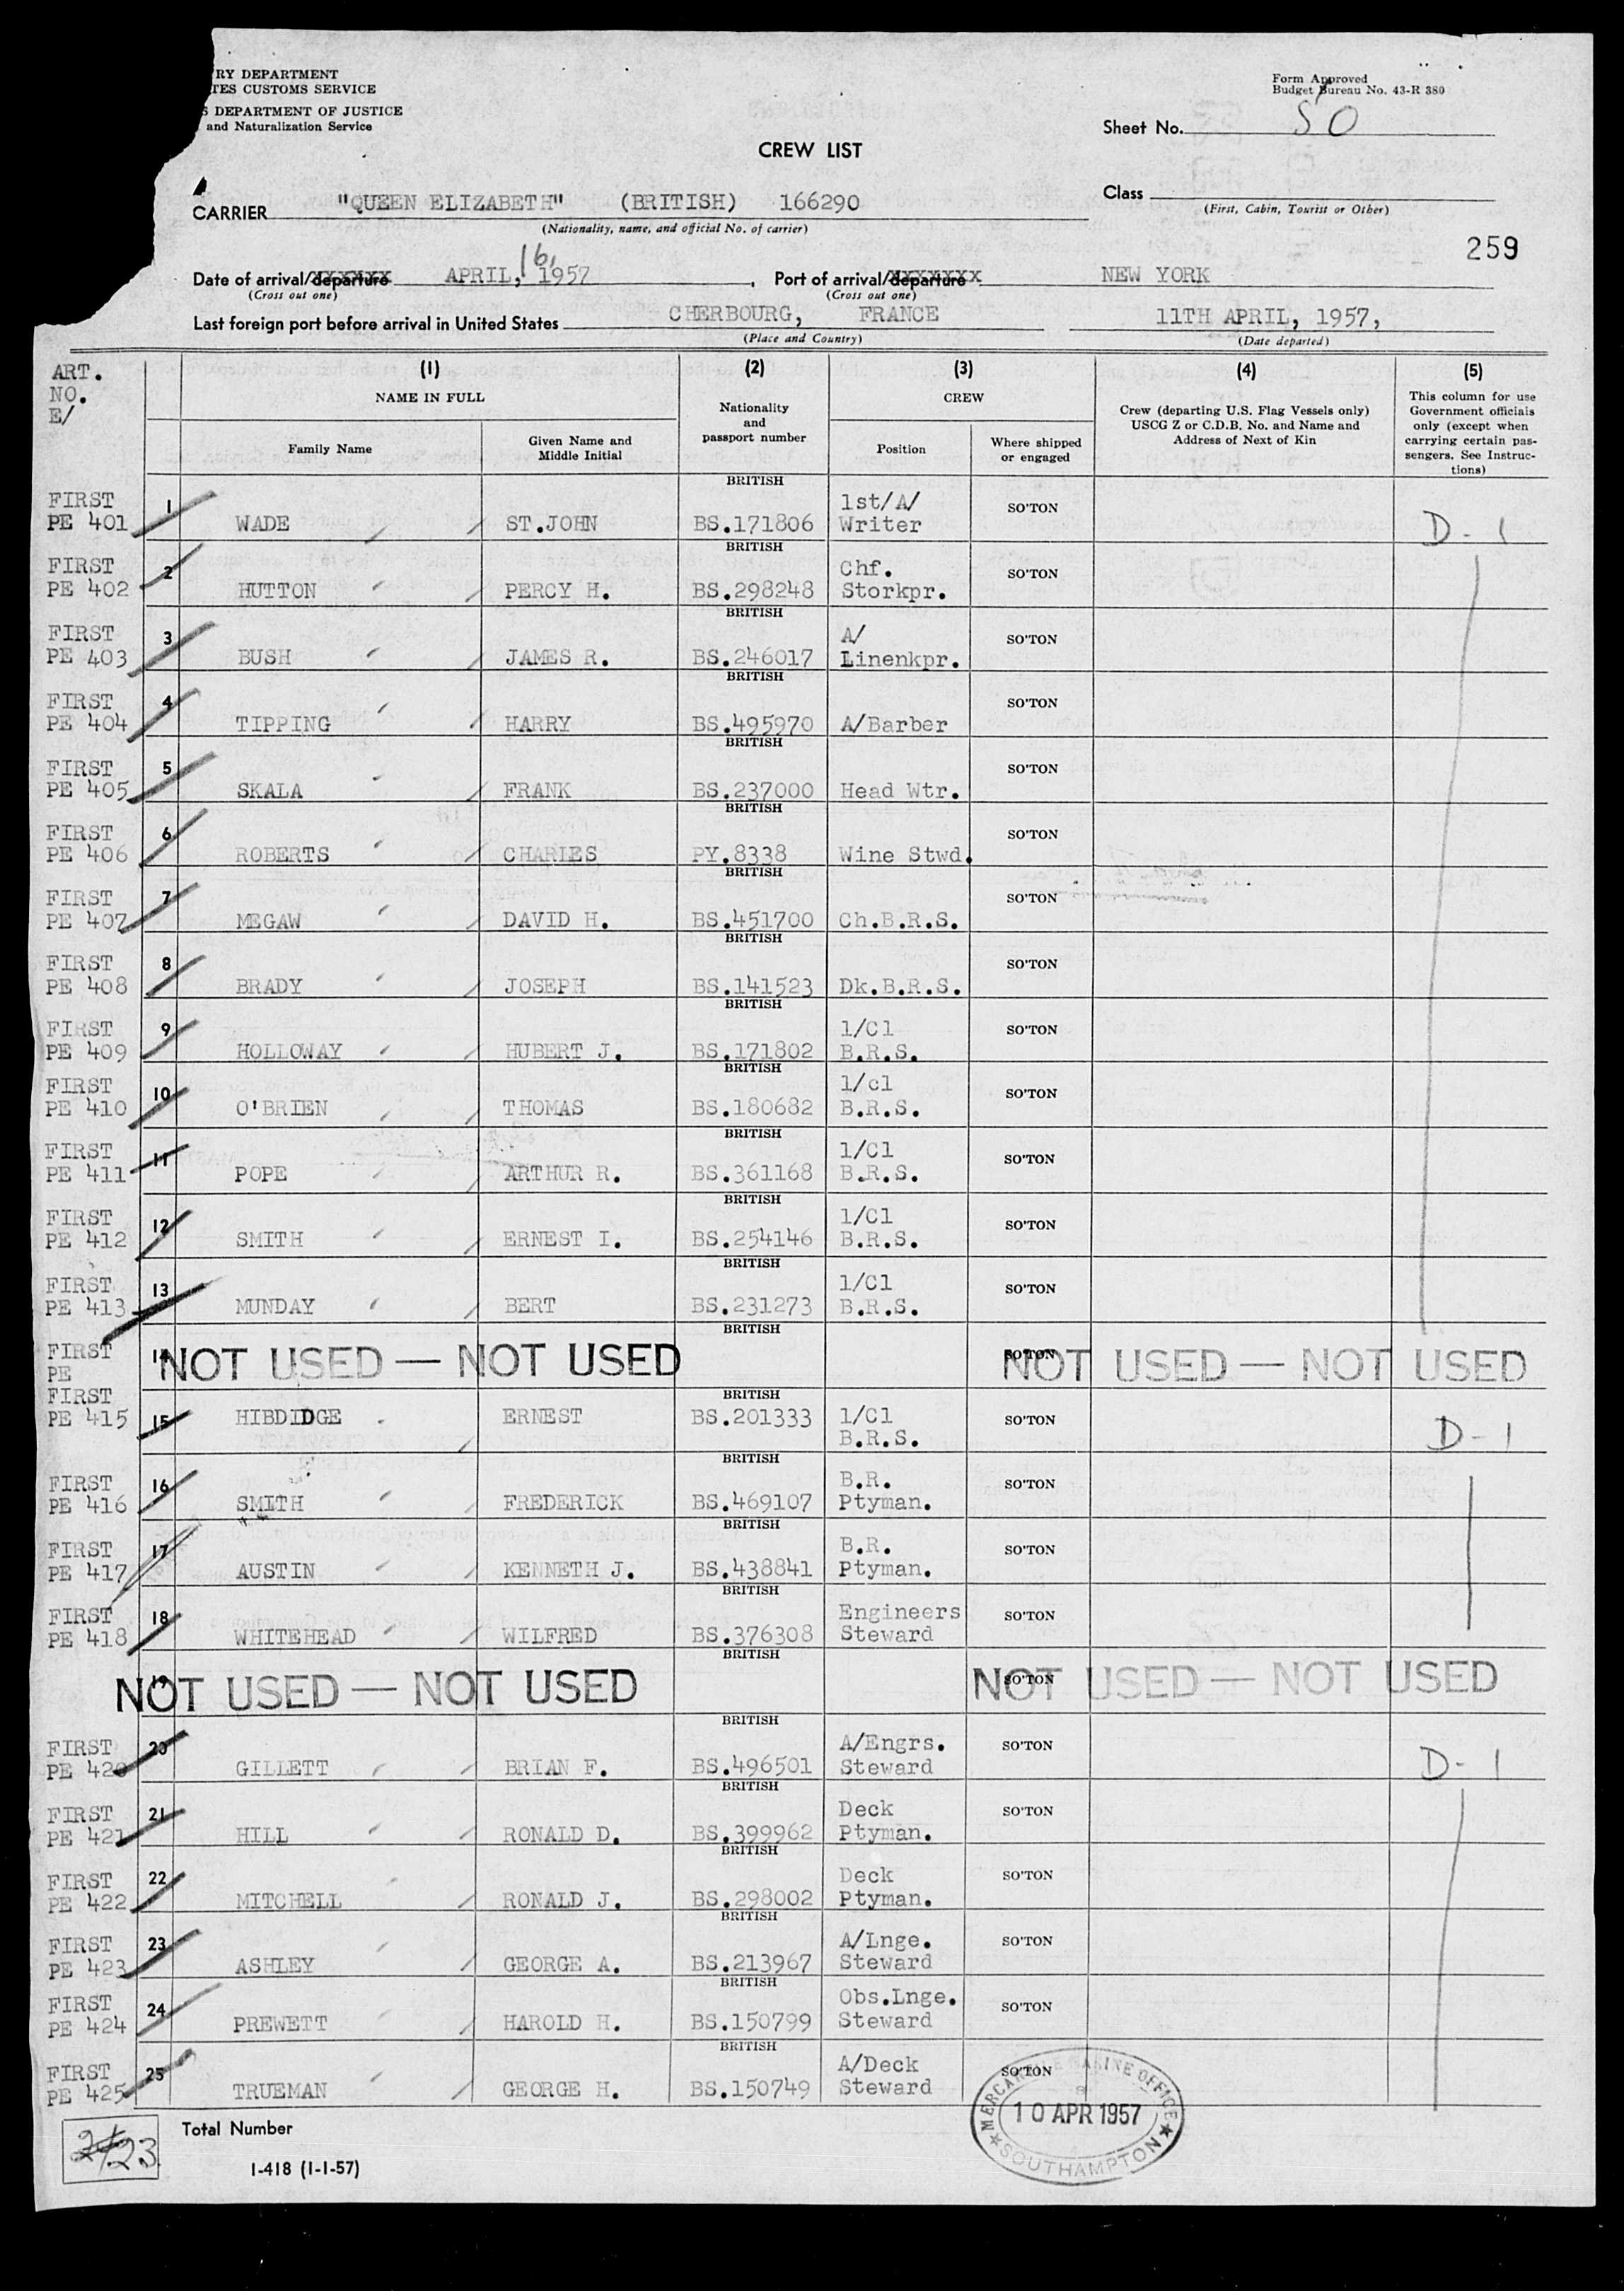 RY DEPARTMENT
TES CUSTOMS SERVICE
S DEPARTMENT OF JUSTICE
and Naturalization Service
Form Approved
Budget Bureau No. 43-R 380
Sheet No. 50
CREW LIST
Class
(First, Cabin, Tourist or Other)
CARRIER "QUEEN ELIZABETH" (BRITISH) 166290
(Nationality, name, and official No. of carrier)
259
Date of arrival/departure APRIL, 16, 1957, Port of arrival/departure NEW YORK
(Cross out one) (Cross out one)
Last foreign port before arrival in United States CHERBOURG, FRANCE 11TH APRIL, 1957,
(Place and Country) (Date departed)
ART. NO. E/
(1) (2) (3) (4) (5)
NAME IN FULL
Family Name
Given Name and Middle Initial
Nationality and passport number
CREW
Position
Where shipped or engaged
Crew (departing U.S. Flag Vessels only) USCG Z or C.D.B. No. and Name and Address of Next of Kin
This column for use Government officials only (except when carrying certain passengers. See Instructions)
FIRST PE 401 1 WADE ST.JOHN BRITISH BS.171806 1st/A/ Writer SO'TON D-1
FIRST PE 402 2 HUTTON PERCY H. BRITISH BS.298248 Chf. Storkpr. SO'TON
FIRST PE 403 3 BUSH JAMES R. BRITISH BS.246017 A/ Linenkpr. SO'TON
FIRST PE 404 4 TIPPING HARRY BRITISH BS.495970 A/Barber SO'TON
FIRST PE 405 5 SKALA FRANK BRITISH BS.237000 Head Wtr. SO'TON
FIRST PE 406 6 ROBERTS CHARLES BRITISH PY.8338 Wine Stwd. SO'TON
FIRST PE 407 7 MEGAW DAVID H. BRITISH BS.451700 Ch.B.R.S. SO'TON
FIRST PE 408 8 BRADY JOSEPH BRITISH BS.141523 Dk.B.R.S. SO'TON
FIRST PE 409 9 HOLLOWAY HUBERT J. BRITISH BS.171802 1/Cl B.R.S. SO'TON
FIRST PE 410 10 O'BRIEN THOMAS BRITISH BS.180682 1/cl B.R.S. SO'TON
FIRST PE 411 11 POPE ARTHUR R. BRITISH BS.361168 1/Cl B.R.S. SO'TON
FIRST PE 412 12 SMITH ERNEST I. BRITISH BS.254146 1/Cl B.R.S. SO'TON
FIRST PE 413 13 MUNDAY BERT BRITISH BS.231273 1/Cl B.R.S. SO'TON
FIRST PE 14 NOT USED — NOT USED BRITISH SO'TON NOT USED — NOT USED
FIRST PE 415 15 HIBDIDGE ERNEST BRITISH BS.201333 1/Cl B.R.S. SO'TON D-1
FIRST PE 416 16 SMITH FREDERICK BRITISH BS.469107 B.R. Ptyman. SO'TON
FIRST PE 417 17 AUSTIN KENNETH J. BRITISH BS.438841 B.R. Ptyman. SO'TON
FIRST PE 418 18 WHITEHEAD WILFRED BRITISH BS.376308 Engineers Steward SO'TON
19 NOT USED — NOT USED BRITISH SO'TON NOT USED — NOT USED
FIRST PE 420 20 GILLETT BRIAN F. BRITISH BS.496501 A/Engrs. Steward SO'TON D-1
FIRST PE 421 21 HILL RONALD D. BRITISH BS.399962 Deck Ptyman. SO'TON
FIRST PE 422 22 MITCHELL RONALD J. BRITISH BS.298002 Deck Ptyman. SO'TON
FIRST PE 423 23 ASHLEY GEORGE A. BRITISH BS.213967 A/Lnge. Steward SO'TON
FIRST PE 424 24 PREWETT HAROLD H. BRITISH BS.150799 Obs.Lnge. Steward SO'TON
FIRST PE 425 25 TRUEMAN GEORGE H. BRITISH BS.150749 A/Deck Steward SO'TON
MERCANTILE MARINE OFFICE
10 APR 1957
SOUTHAMPTON
23 Total Number
I-418 (1-1-57)